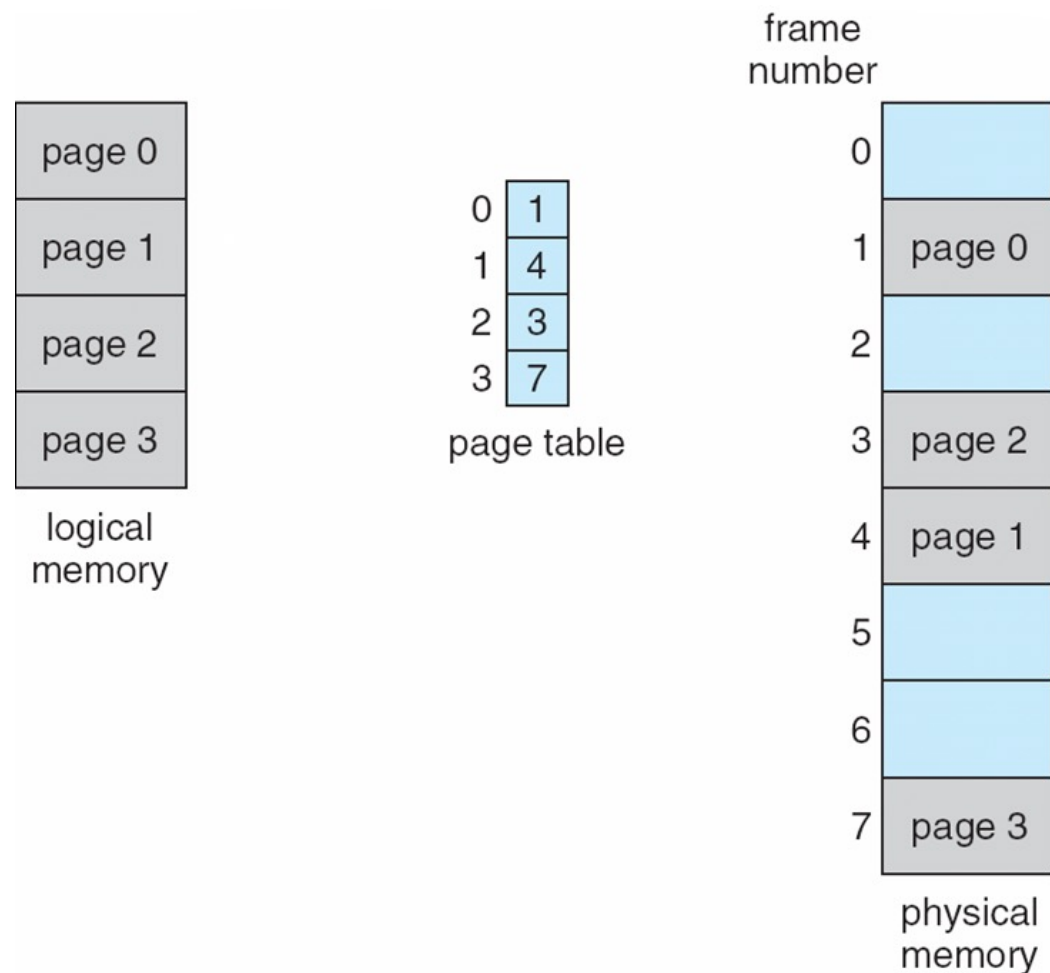 page 0
page 1
page 2
page 3
logical
memory
0 1
1 4
2 3
3 7
page table
frame
number
0
1 page 0
2
3 page 2
4 page 1
5
6
7 page 3
physical
memory